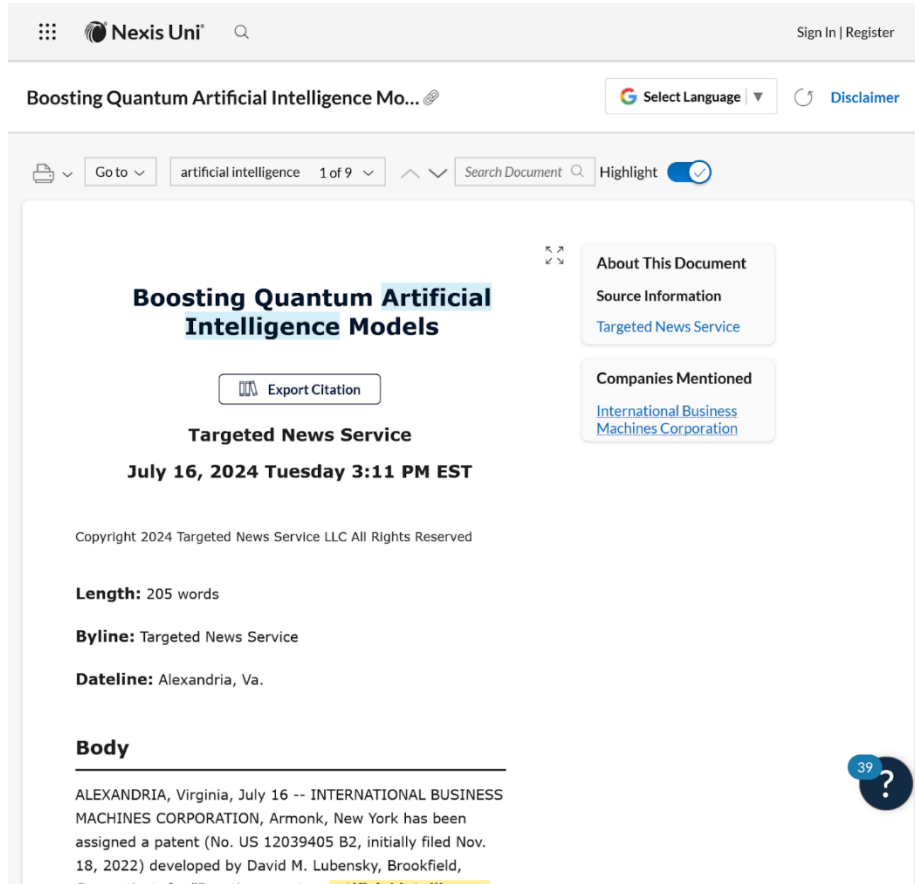 Nexis Uni®
Sign In | Register
Boosting Quantum Artificial Intelligence Mo...
Select Language ▼
Disclaimer
Go to
artificial intelligence 1 of 9
Search Document
Highlight
Boosting Quantum Artificial
Intelligence Models
Export Citation
Targeted News Service
July 16, 2024 Tuesday 3:11 PM EST
Copyright 2024 Targeted News Service LLC All Rights Reserved
Length: 205 words
Byline: Targeted News Service
Dateline: Alexandria, Va.
Body
ALEXANDRIA, Virginia, July 16 -- INTERNATIONAL BUSINESS
MACHINES CORPORATION, Armonk, New York has been
assigned a patent (No. US 12039405 B2, initially filed Nov.
18, 2022) developed by David M. Lubensky, Brookfield,
About This Document
Source Information
Targeted News Service
Companies Mentioned
International Business
Machines Corporation
39
?